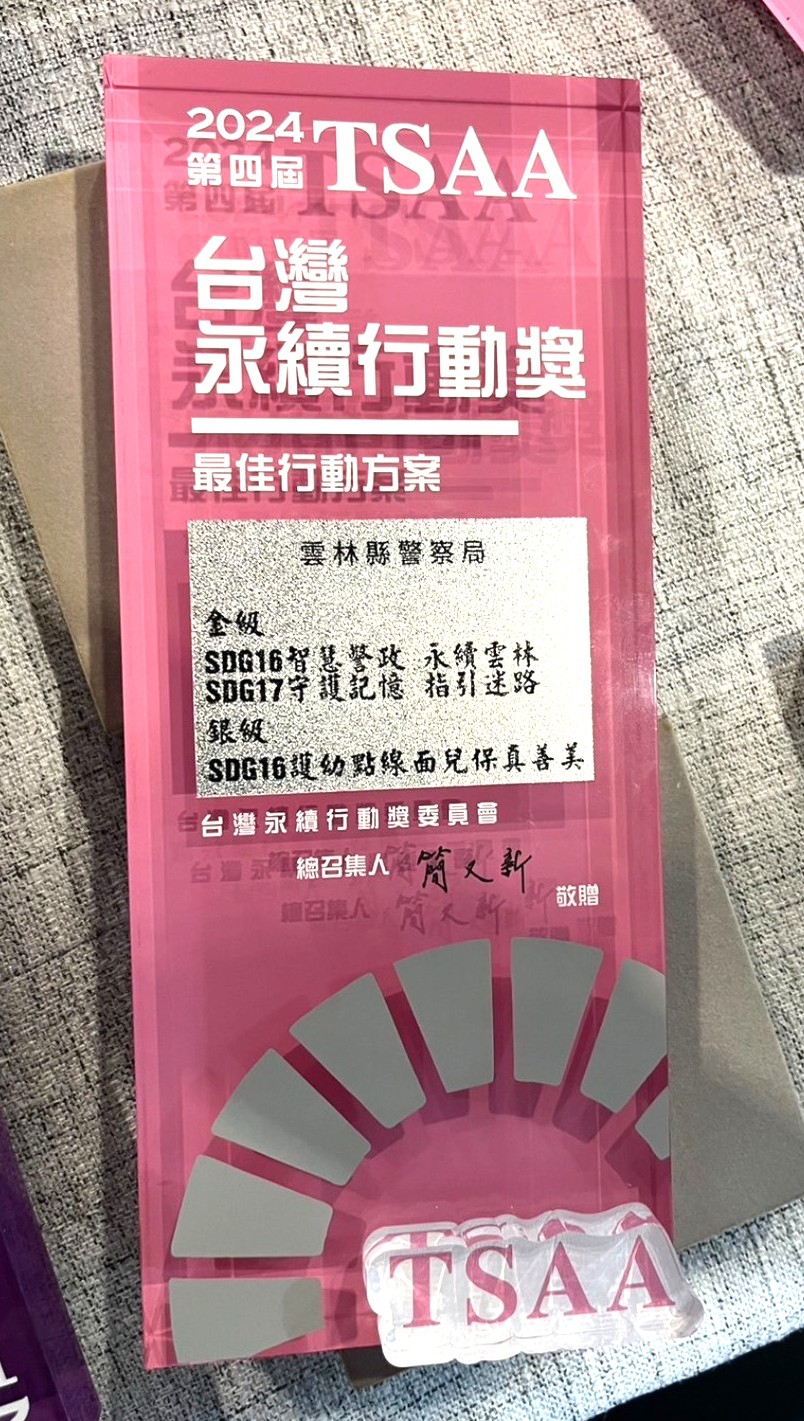 2024
第四屆
TSAA
台灣
永續行動獎
最佳行動方案
雲林縣警察局
金級
SDG16智慧警政 永續雲林
SDG17守護記憶 指引迷路
銀級
SDG16護幼點線面兒保真善美
台灣永續行動獎委員會
總召集人 簡又新
敬贈
TSAA